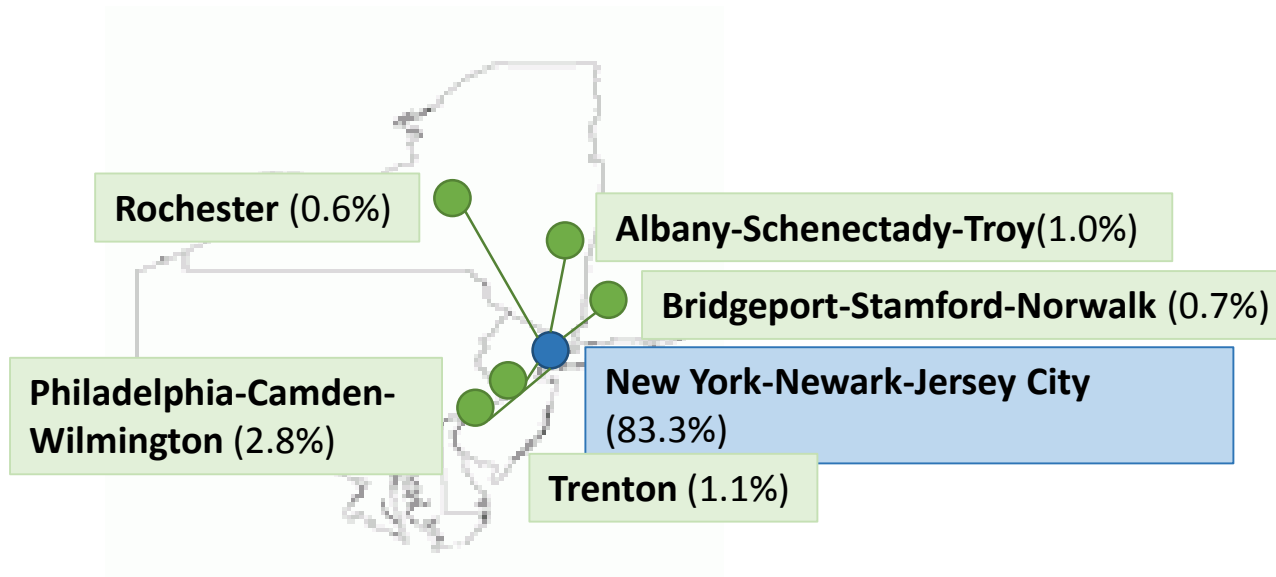 Rochester (0.6%)
Albany-Schenectady-Troy(1.0%)
Bridgeport-Stamford-Norwalk (0.7%)
New York-Newark-Jersey City
(83.3%)
Philadelphia-Camden-
Wilmington (2.8%)
Trenton (1.1%)